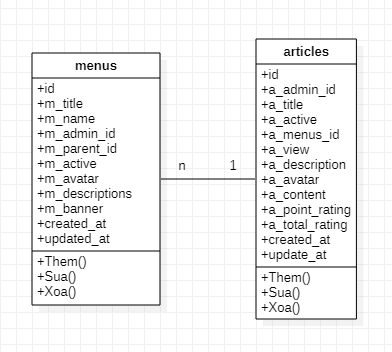 menus
+id
+m_title
+m_name
+m_admin_id
+m_parent_id
+m_active
+m_avatar
+m_descriptions
+m_banner
+created_at
+updated_at
+Them()
+Sua()
+Xoa()
n
1
articles
+id
+a_admin_id
+a_title
+a_active
+a_menus_id
+a_view
+a_description
+a_avatar
+a_content
+a_point_rating
+a_total_rating
+created_at
+update_at
+Them()
+Sua()
+Xoa()